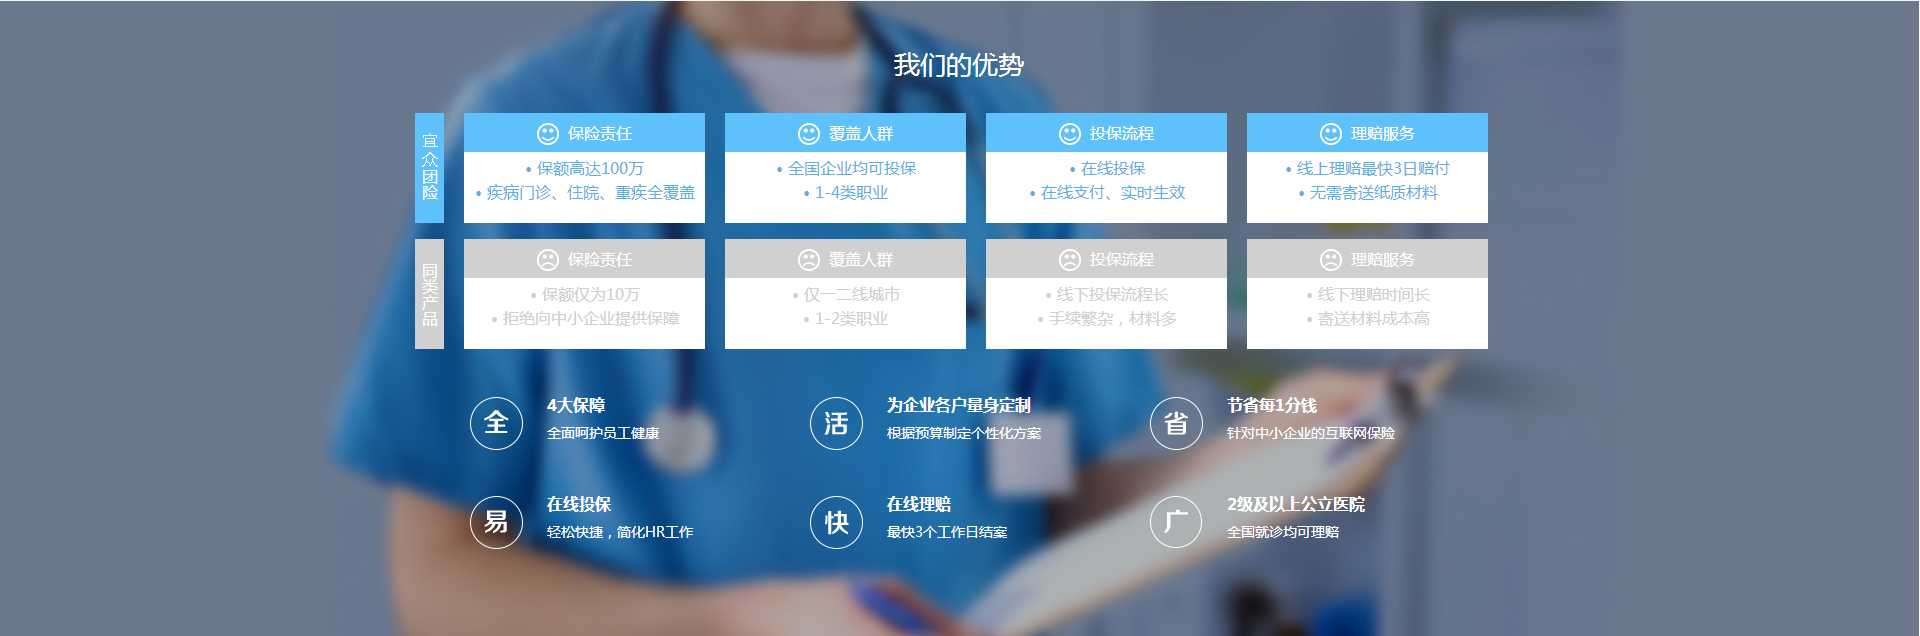 我们的优势
宜众团险
保险责任
• 保额高达100万
• 疾病门诊、住院、重疾全覆盖
覆盖人群
• 全国企业均可投保
• 1-4类职业
投保流程
• 在线投保
• 在线支付、实时生效
理赔服务
• 线上理赔最快3日赔付
• 无需寄送纸质材料
同类产品
保险责任
• 保额仅为10万
• 拒绝向中小企业提供保障
覆盖人群
• 仅一二线城市
• 1-2类职业
投保流程
• 线下投保流程长
• 手续繁杂，材料多
理赔服务
• 线下理赔时间长
• 寄送材料成本高
全
4大保障
全面呵护员工健康
活
为企业各户量身定制
根据预算制定个性化方案
省
节省每1分钱
针对中小企业的互联网保险
易
在线投保
轻松快捷，简化HR工作
快
在线理赔
最快3个工作日结案
广
2级及以上公立医院
全国就诊均可理赔